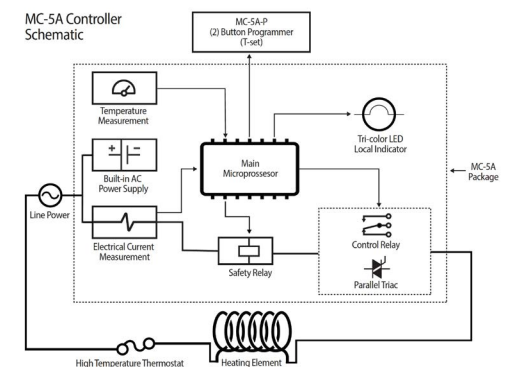 MC-5A Controller
Schematic
MC-5A-P
(2) Button Programmer
(T-set)
Temperature
Measurement
Tri-color LED
Local Indicator
Built-in AC
Power Supply
Main
Microprossesor
MC-5A
Package
Line Power
Electrical Current
Measurement
Safety Relay
Control Relay
Parallel Triac
High Temperature Thermostat
Heating Element